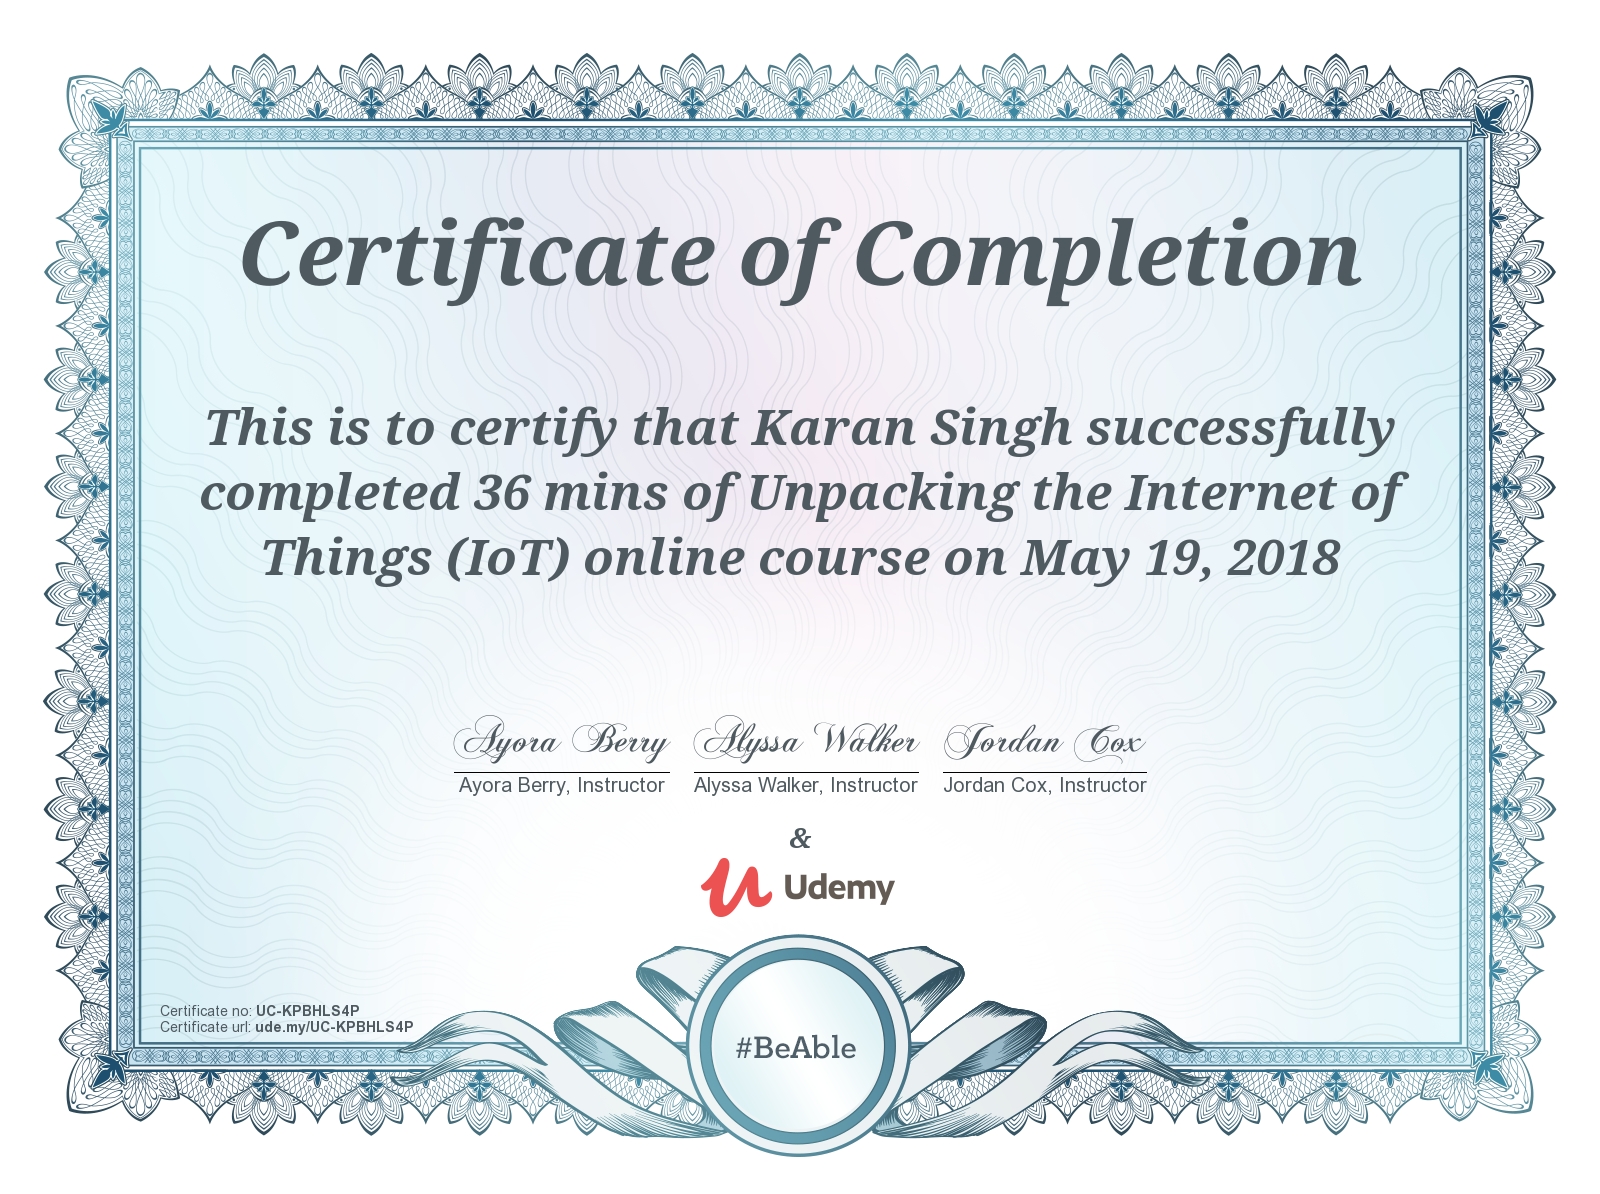 Certificate of Completion
This is to certify that Karan Singh successfully
completed 36 mins of Unpacking the Internet of
Things (IoT) online course on May 19, 2018
Ayora Berry Alyssa Walker Jordan Cox
Ayora Berry, Instructor Alyssa Walker, Instructor Jordan Cox, Instructor
&
Udemy
Certificate no: UC-KPBHLS4P
Certificate url: ude.my/UC-KPBHLS4P
#BeAble